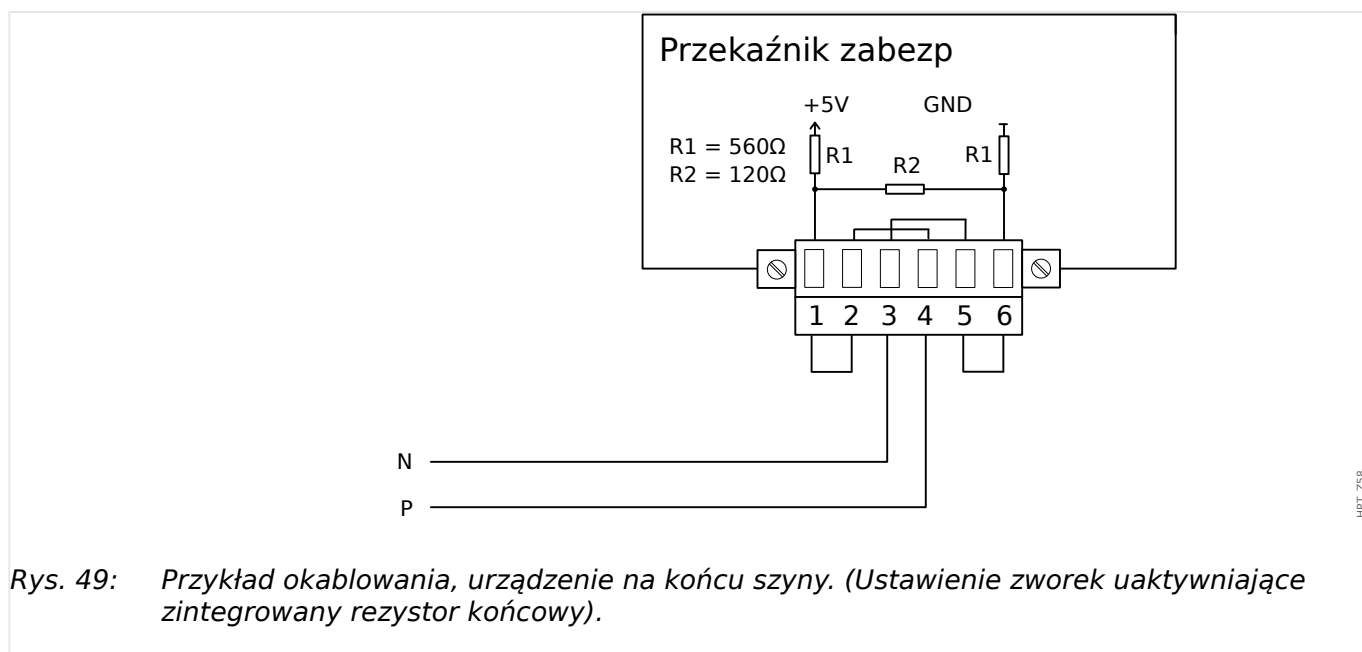 Przekaźnik zabezp
+5V GND
R1 = 560Ω
R2 = 120Ω
R1 R2 R1
1 2 3 4 5 6
N
P
HPT_Z58
Rys. 49: Przykład okablowania, urządzenie na końcu szyny. (Ustawienie zworek uaktywniające
zintegrowany rezystor końcowy).